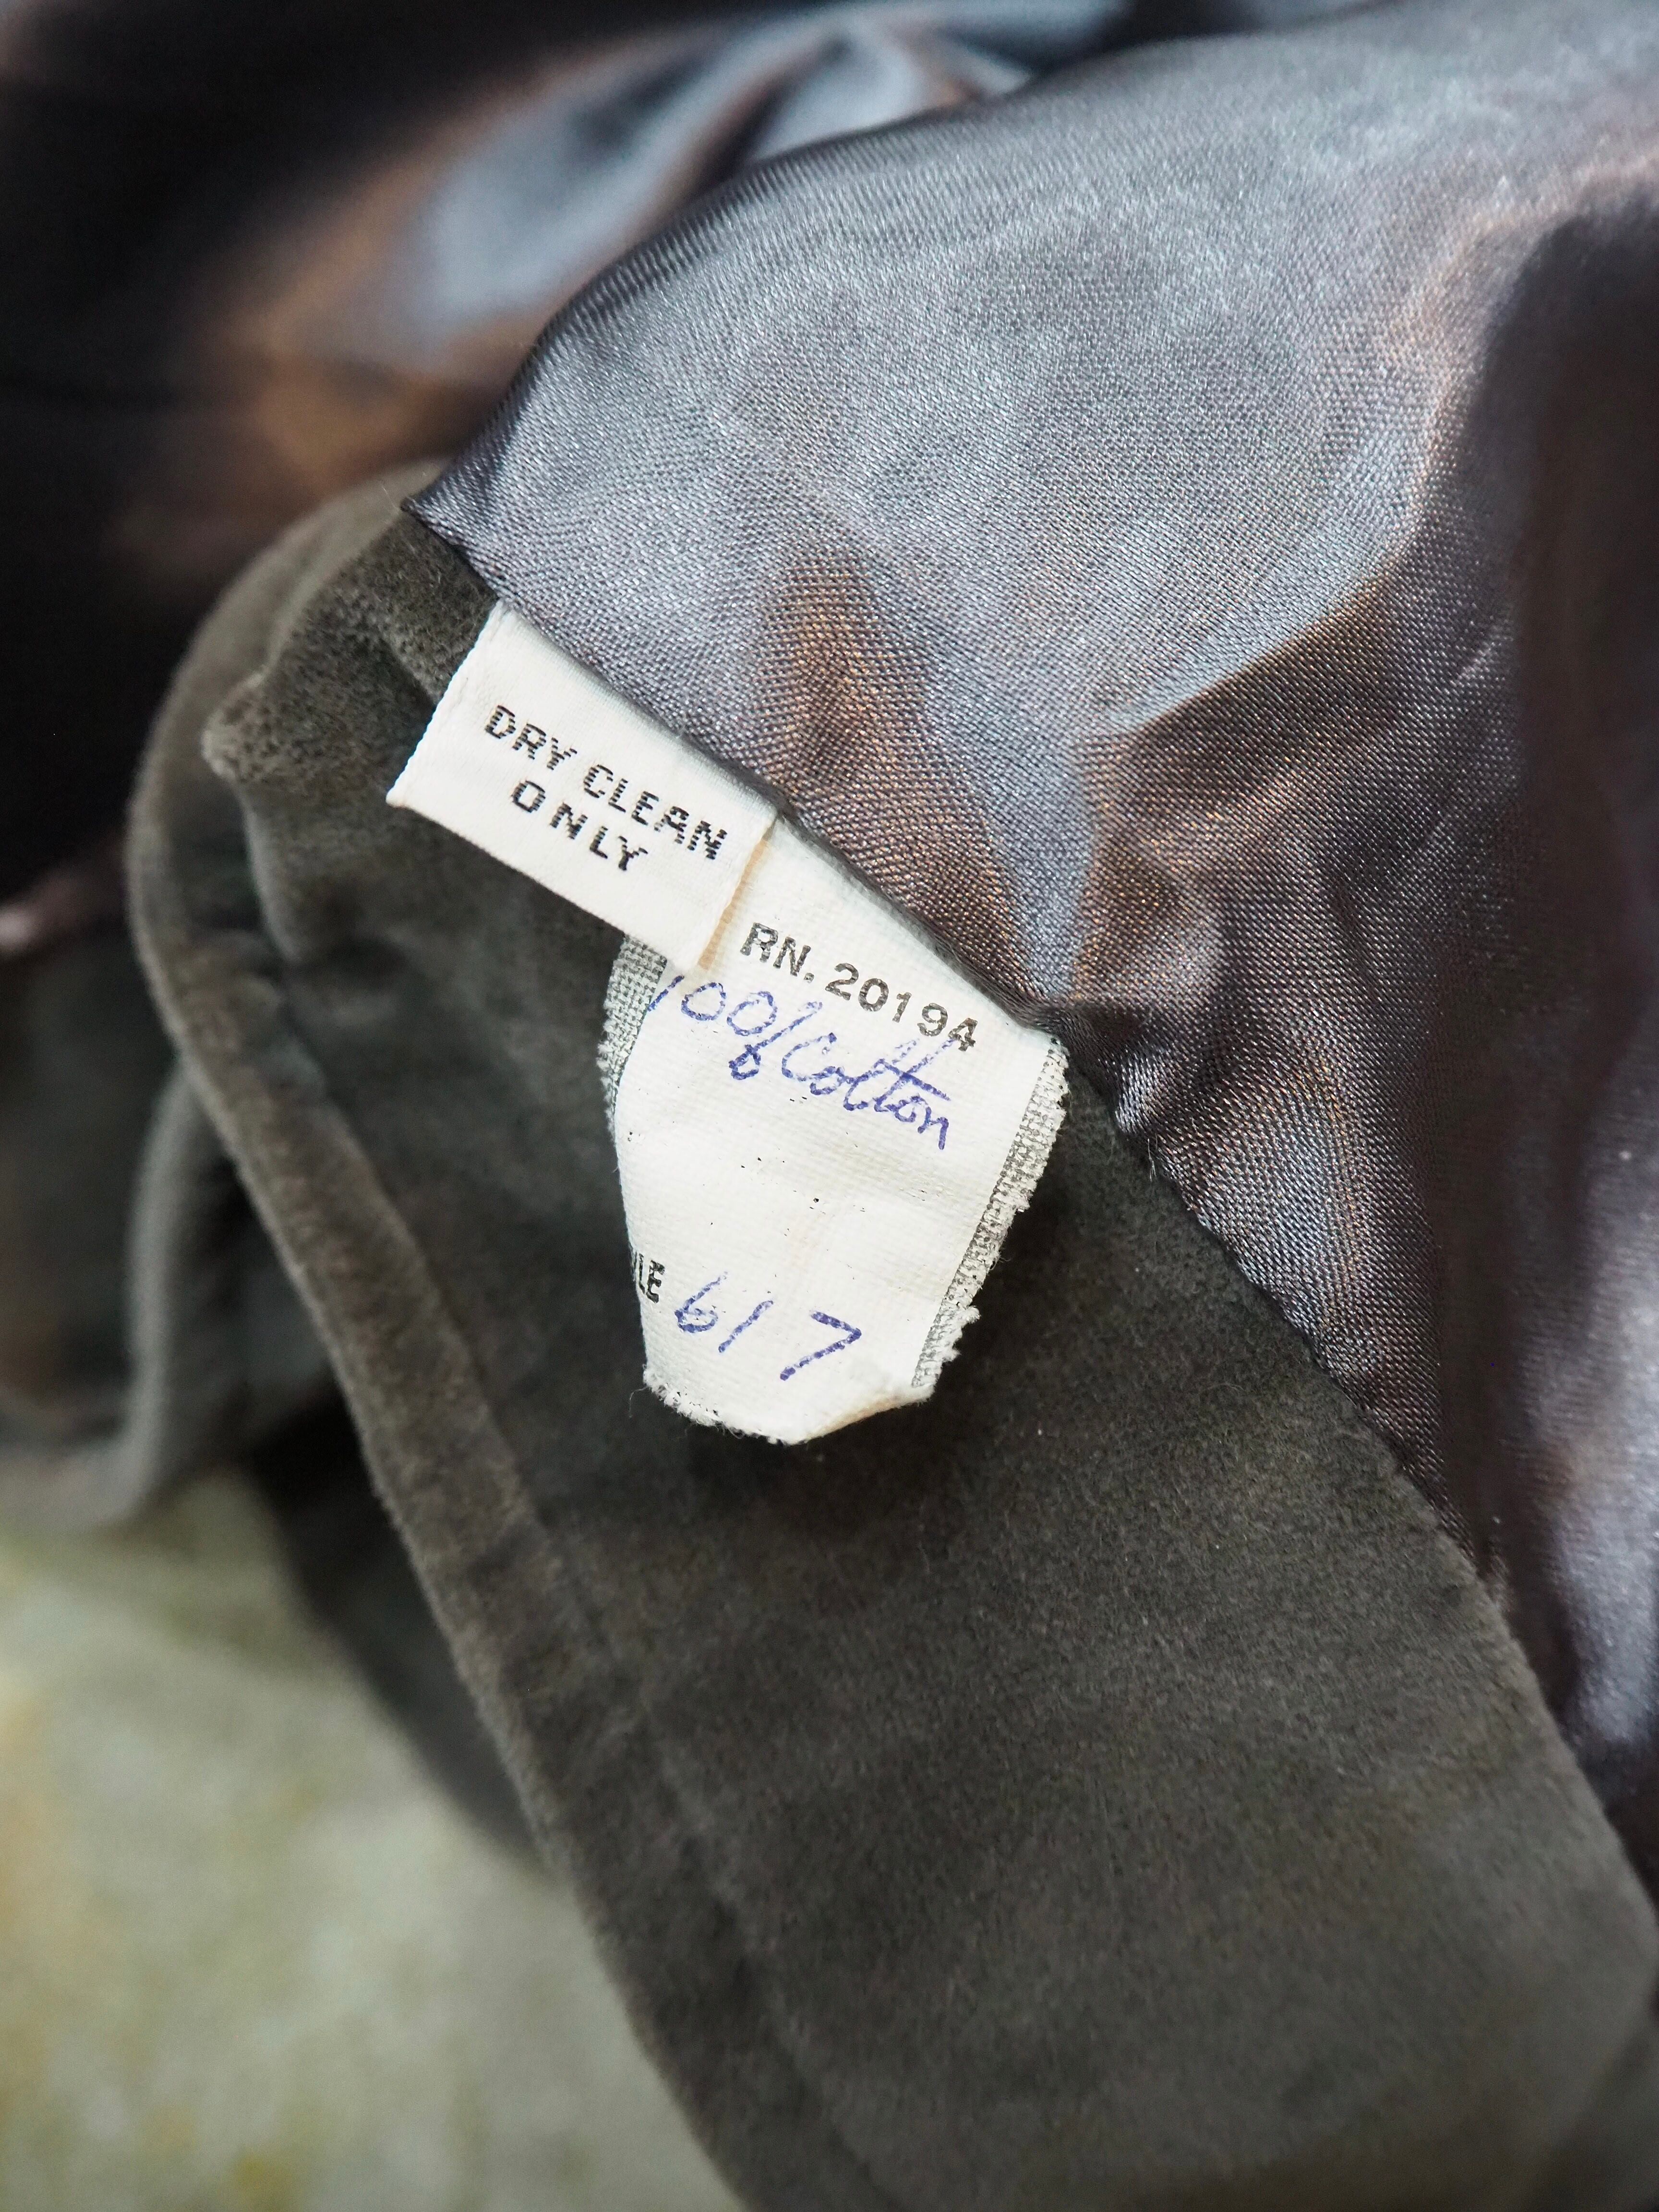 DRY CLEAN
ONLY
RN. 20194
100% Cotton
LE 617